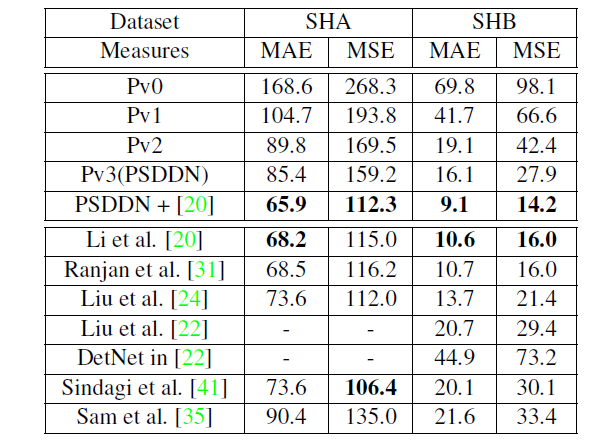 Dataset SHA SHB
Measures MAE MSE MAE MSE
Pv0 168.6 268.3 69.8 98.1
Pv1 104.7 193.8 41.7 66.6
Pv2 89.8 169.5 19.1 42.4
Pv3(PSDDN) 85.4 159.2 16.1 27.9
PSDDN + [20] 65.9 112.3 9.1 14.2
Li et al. [20] 68.2 115.0 10.6 16.0
Ranjan et al. [31] 68.5 116.2 10.7 16.0
Liu et al. [24] 73.6 112.0 13.7 21.4
Liu et al. [22] - - 20.7 29.4
DetNet in [22] - - 44.9 73.2
Sindagi et al. [41] 73.6 106.4 20.1 30.1
Sam et al. [35] 90.4 135.0 21.6 33.4